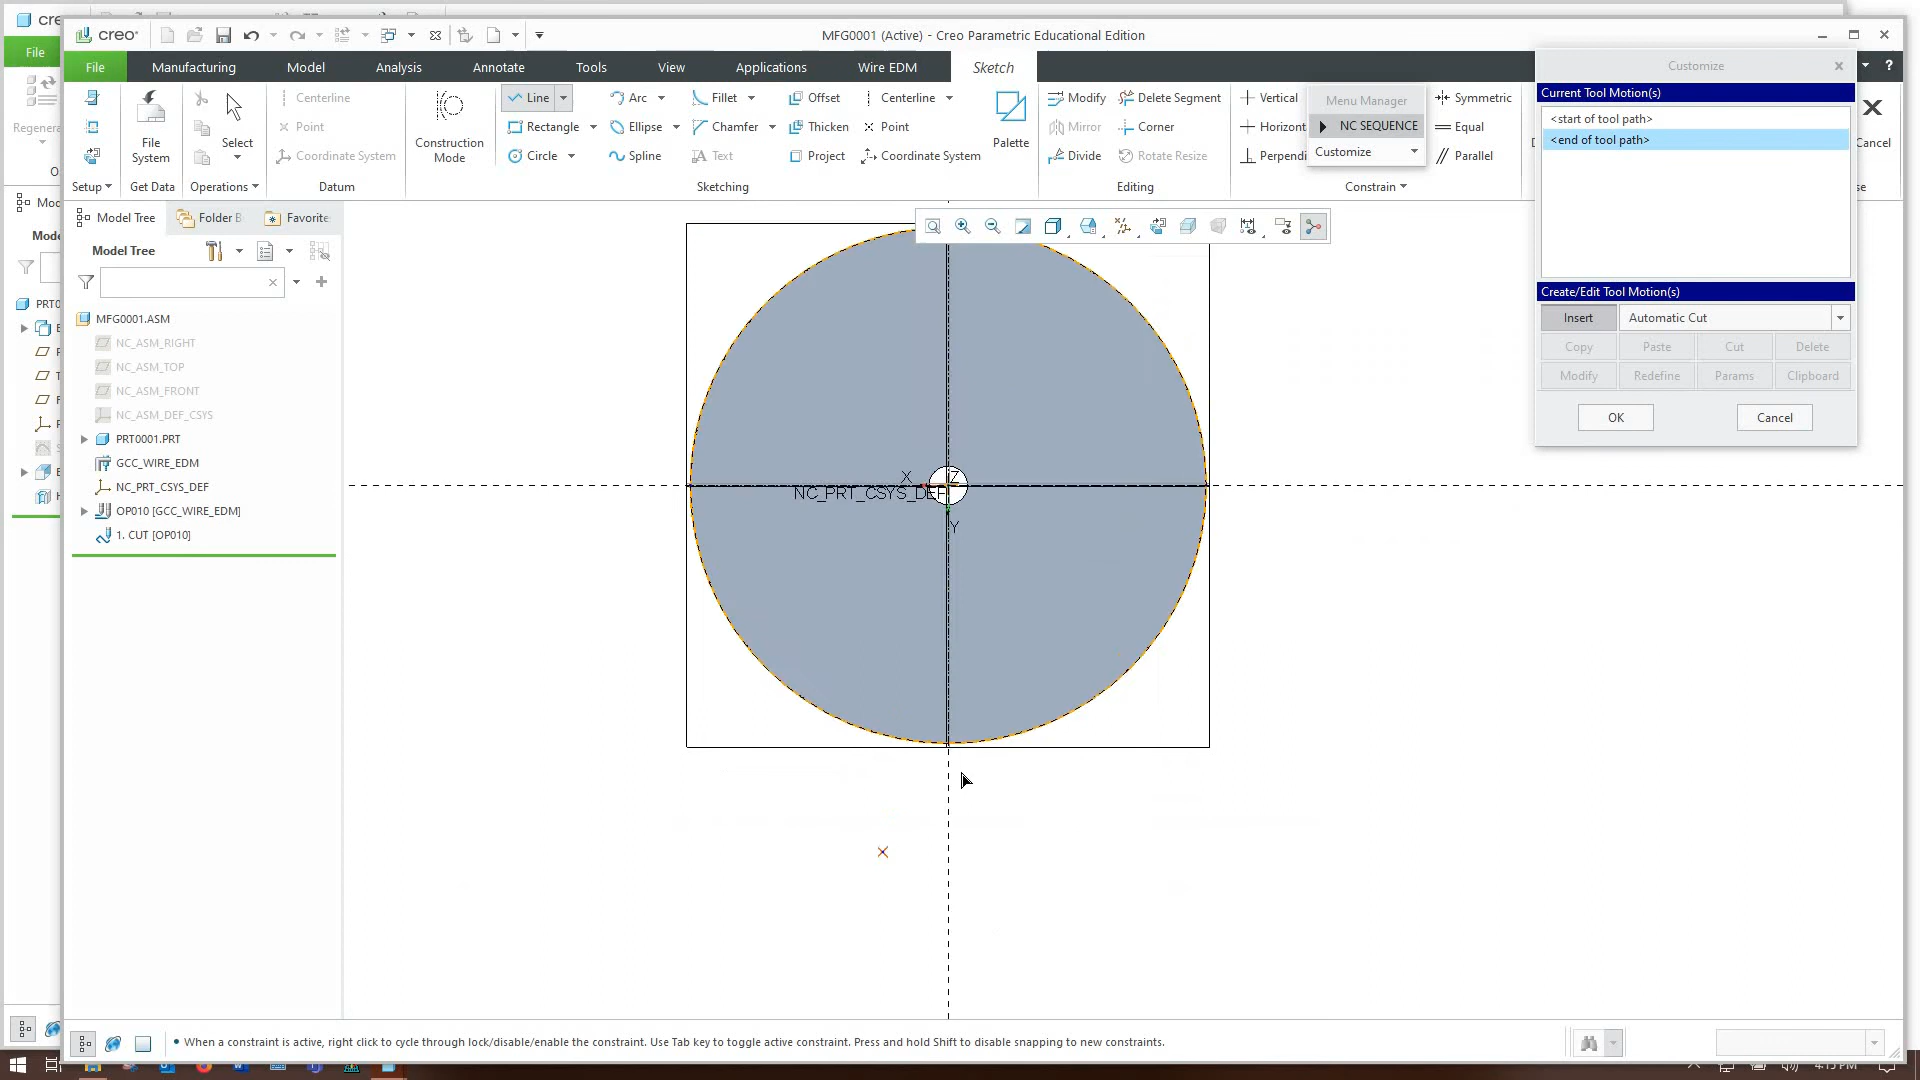 cre
creo
MFG0001 (Active) - Creo Parametric Educational Edition
File
File
Manufacturing
Model
Analysis
Annotate
Tools
View
Applications
Wire EDM
Sketch
?
Regenera
File
System
Select
Centerline
Point
Coordinate System
Construction
Mode
Line
Rectangle
Circle
Arc
Ellipse
Spline
Fillet
Chamfer
Text
Offset
Thicken
Project
Centerline
Point
Coordinate System
Palette
Modify
Mirror
Divide
Delete Segment
Corner
Rotate Resize
Vertical
Horizont
Perpendi
Symmetric
Equal
Parallel
Cancel
Setup
Get Data
Operations
Datum
Sketching
Editing
Constrain
Menu Manager
NC SEQUENCE
Customize
Customize
Current Tool Motion(s)
<start of tool path>
<end of tool path>
Create/Edit Tool Motion(s)
Insert
Automatic Cut
Copy
Paste
Cut
Delete
Modify
Redefine
Params
Clipboard
OK
Cancel
Model Tree
Folder B
Favorite
Model Tree
MFG0001.ASM
NC_ASM_RIGHT
NC_ASM_TOP
NC_ASM_FRONT
NC_ASM_DEF_CSYS
PRT0001.PRT
GCC_WIRE_EDM
NC_PRT_CSYS_DEF
OP010 [GCC_WIRE_EDM]
1. CUT [OP010]
X
Z
NC_PRT_CSYS_DEF
Y
• When a constraint is active, right click to cycle through lock/disable/enable the constraint. Use Tab key to toggle active constraint. Press and hold Shift to disable snapping to new constraints.
4:15 PM